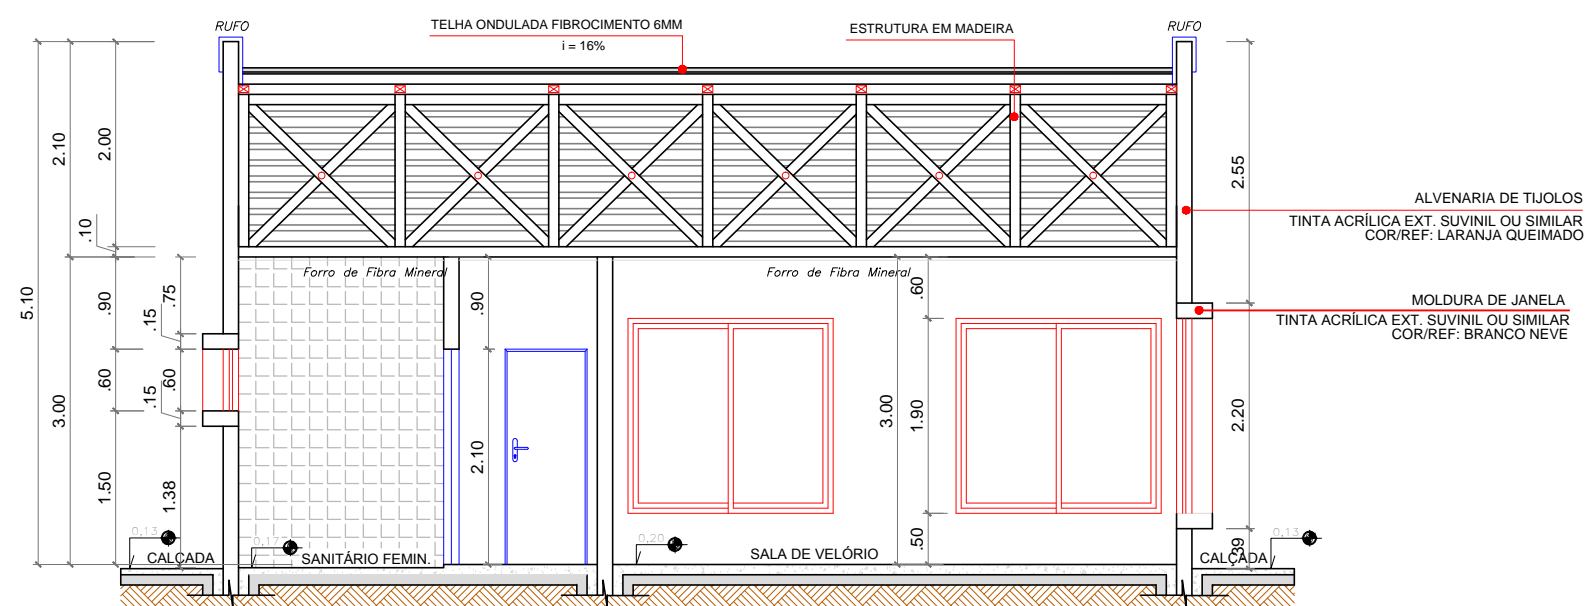 RUFO
TELHA ONDULADA FIBROCIMENTO 6MM
i = 16%
ESTRUTURA EM MADEIRA
RUFO
5.10
2.10
2.00
.10
3.00
.90
.60
1.50
.75
.15
.60
.15
1.38
Forro de Fibra Mineral
.90
2.10
Forro de Fibra Mineral
3.00
.60
1.90
.50
2.55
2.20
.39
ALVENARIA DE TIJOLOS
TINTA ACRÍLICA EXT. SUVINIL OU SIMILAR
COR/REF: LARANJA QUEIMADO
MOLDURA DE JANELA
TINTA ACRÍLICA EXT. SUVINIL OU SIMILAR
COR/REF: BRANCO NEVE
0,13
CALÇADA
0,17
SANITÁRIO FEMIN.
0,20
SALA DE VELÓRIO
CALÇADA
0,13